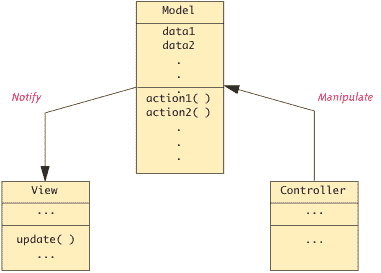 Model
data1
data2
.
.
.
action1( )
action2( )
.
.
.
Notify
Manipulate
View
...
update( )
...
Controller
...
...